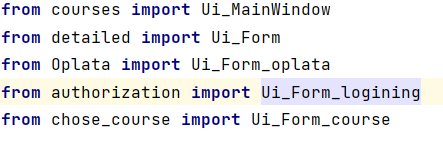 from courses import Ui_MainWindow
from detailed import Ui_Form
from Oplata import Ui_Form_oplata
from authorization import Ui_Form_logining
from chose_course import Ui_Form_course